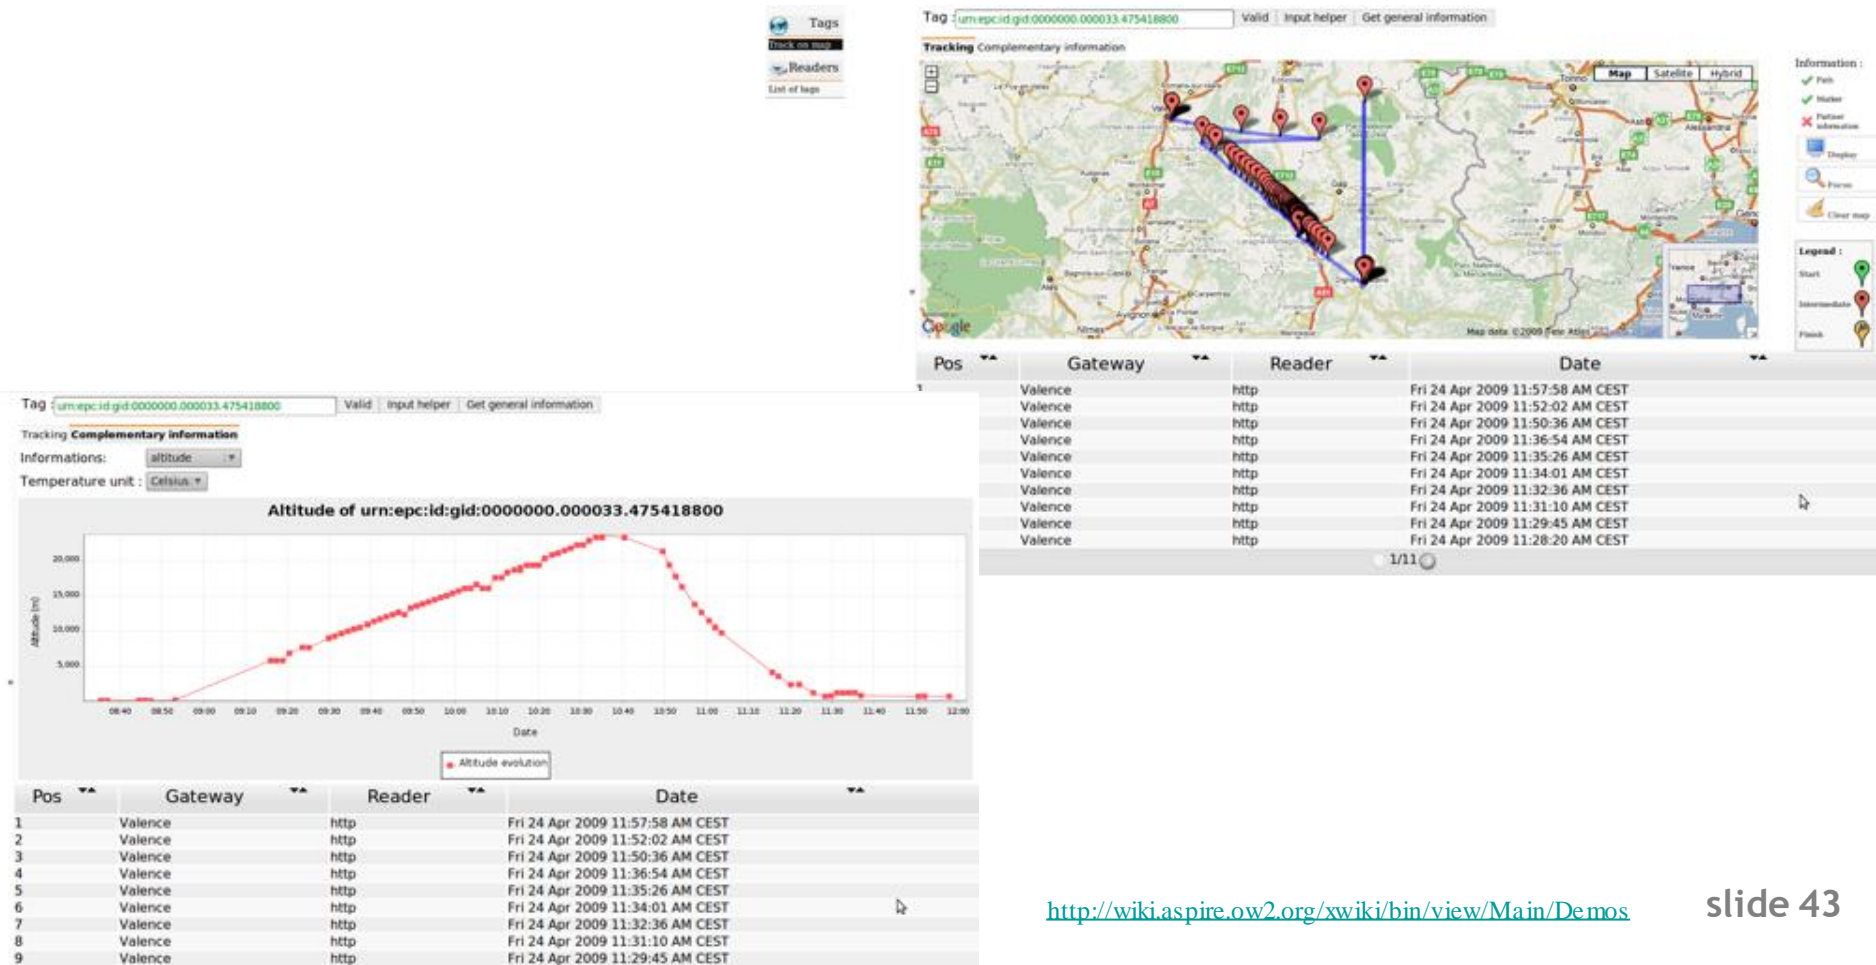 Tags
Track on map
Readers
List of tags
Tag : urn:epc:id:gid:0000000.000033.475418800 Valid Input helper Get general information
Tracking Complementary information
Map Satellite Hybrid
Information :
Path
Marker
Partner
information
Display
Focus
Clear map
Legend :
Start
Intermediate
Finish
Torino
Alessandria
Gap
Avignon
Nîmes
Orange
Carpentras
Manosque
Google
Map data ©2009 Tele Atlas
Pos Gateway Reader Date
1 Valence http Fri 24 Apr 2009 11:57:58 AM CEST
Valence http Fri 24 Apr 2009 11:52:02 AM CEST
Valence http Fri 24 Apr 2009 11:50:36 AM CEST
Valence http Fri 24 Apr 2009 11:36:54 AM CEST
Valence http Fri 24 Apr 2009 11:35:26 AM CEST
Valence http Fri 24 Apr 2009 11:34:01 AM CEST
Valence http Fri 24 Apr 2009 11:32:36 AM CEST
Valence http Fri 24 Apr 2009 11:31:10 AM CEST
Valence http Fri 24 Apr 2009 11:29:45 AM CEST
Valence http Fri 24 Apr 2009 11:28:20 AM CEST
1/11
Tag : urn:epc:id:gid:0000000.000033.475418800 Valid Input helper Get general information
Tracking Complementary information
Informations: altitude
Temperature unit : Celsius
Altitude of urn:epc:id:gid:0000000.000033.475418800
20,000
15,000
10,000
5,000
Altitude (m)
08:40 08:50 09:00 09:10 09:20 09:30 09:40 09:50 10:00 10:10 10:20 10:30 10:40 10:50 11:00 11:10 11:20 11:30 11:40 11:50 12:00
Date
Altitude evolution
Pos Gateway Reader Date
1 Valence http Fri 24 Apr 2009 11:57:58 AM CEST
2 Valence http Fri 24 Apr 2009 11:52:02 AM CEST
3 Valence http Fri 24 Apr 2009 11:50:36 AM CEST
4 Valence http Fri 24 Apr 2009 11:36:54 AM CEST
5 Valence http Fri 24 Apr 2009 11:35:26 AM CEST
6 Valence http Fri 24 Apr 2009 11:34:01 AM CEST
7 Valence http Fri 24 Apr 2009 11:32:36 AM CEST
8 Valence http Fri 24 Apr 2009 11:31:10 AM CEST
9 Valence http Fri 24 Apr 2009 11:29:45 AM CEST
http://wiki.aspire.ow2.org/xwiki/bin/view/Main/Demos
slide 43